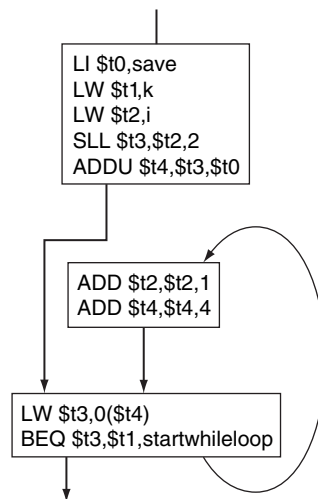 LI $t0,save
LW $t1,k
LW $t2,i
SLL $t3,$t2,2
ADDU $t4,$t3,$t0
ADD $t2,$t2,1
ADD $t4,$t4,4
LW $t3,0($t4)
BEQ $t3,$t1,startwhileloop